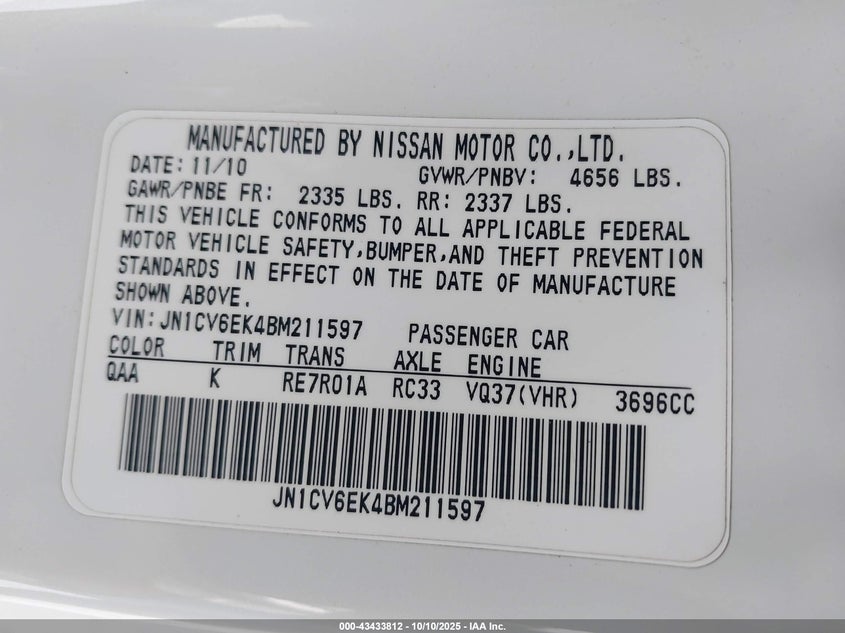 MANUFACTURED BY NISSAN MOTOR CO.,LTD.
DATE: 11/10 GVWR/PNBV: 4656 LBS.
GAWR/PNBE FR: 2335 LBS. RR: 2337 LBS.
THIS VEHICLE CONFORMS TO ALL APPLICABLE FEDERAL
MOTOR VEHICLE SAFETY,BUMPER,AND THEFT PREVENTION
STANDARDS IN EFFECT ON THE DATE OF MANUFACTURE
SHOWN ABOVE.
VIN: JN1CV6EK4BM211597 PASSENGER CAR
COLOR TRIM TRANS AXLE ENGINE
QAA K RE7R01A RC33 VQ37(VHR) 3696CC
JN1CV6EK4BM211597
000-43433812 - 10/10/2025 - IAA Inc.